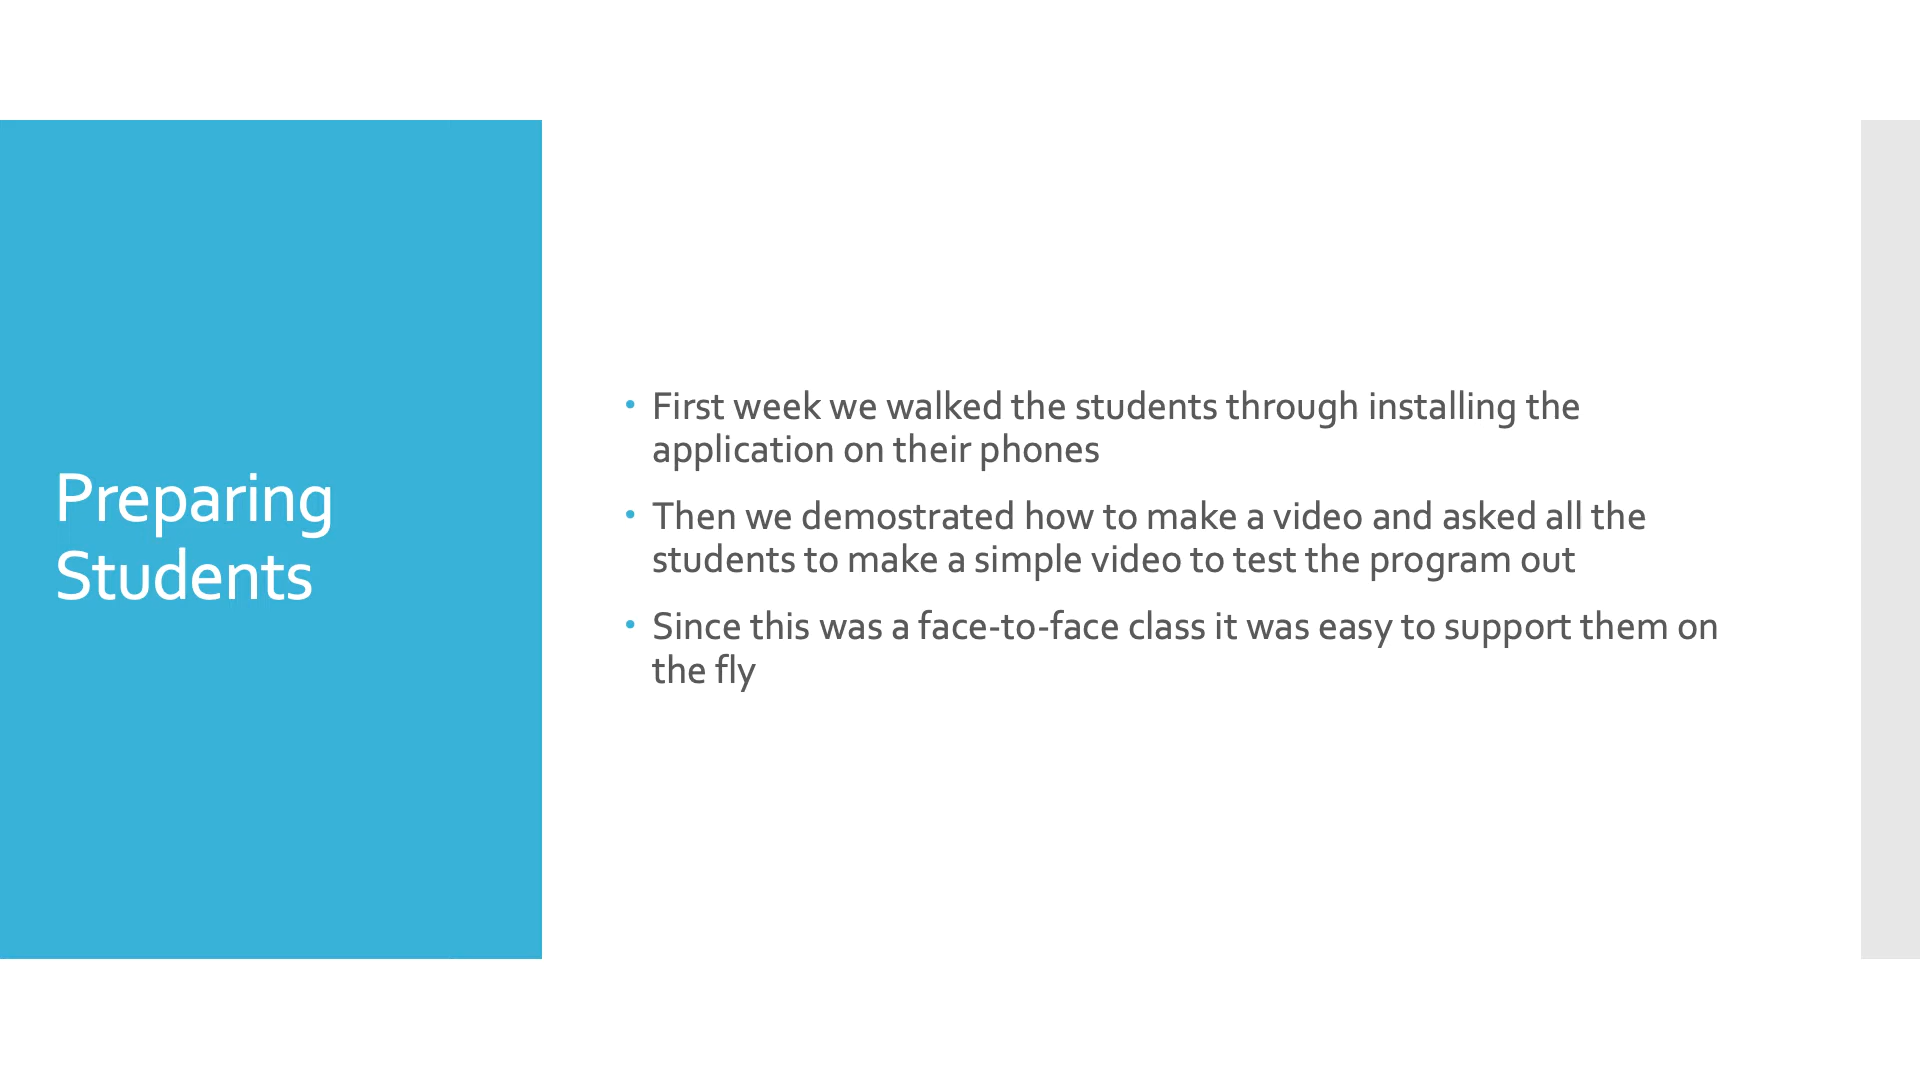 Preparing
Students
• First week we walked the students through installing the
application on their phones
• Then we demostrated how to make a video and asked all the
students to make a simple video to test the program out
• Since this was a face-to-face class it was easy to support them on
the fly